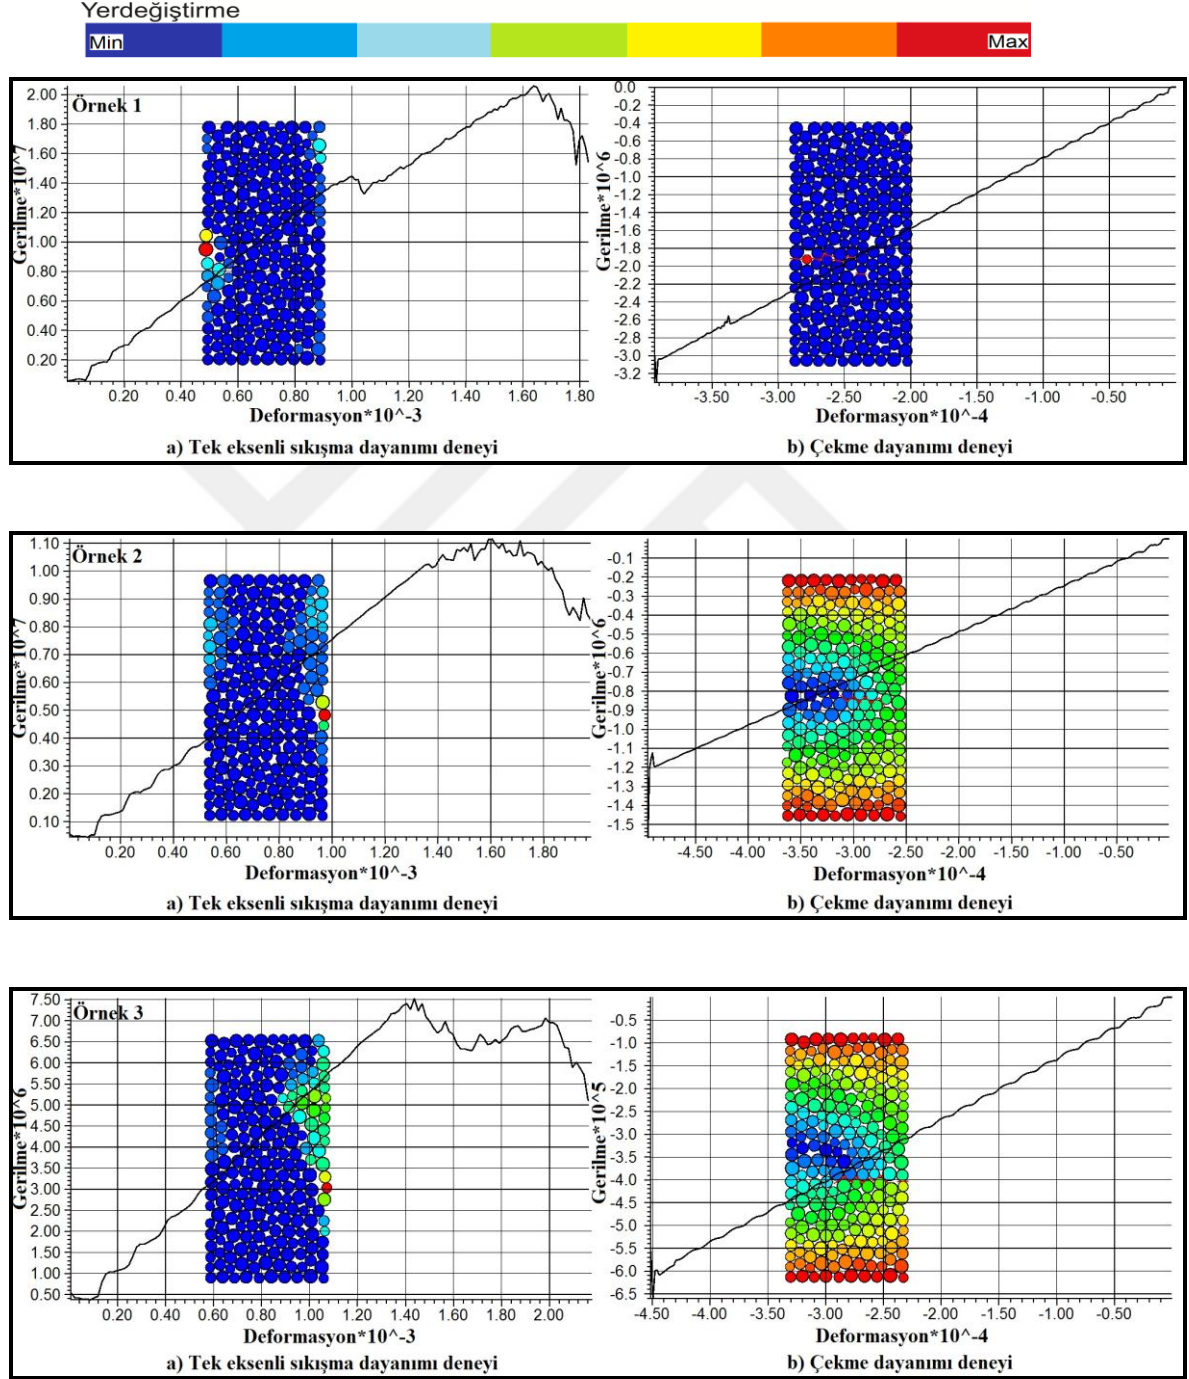 Yerdeğiştirme
Min Max
Örnek 1
Gerilme*10^7
2.00
1.80
1.60
1.40
1.20
1.00
0.80
0.60
0.40
0.20
0.20 0.40 0.60 0.80 1.00 1.20 1.40 1.60 1.80
Deformasyon*10^-3
a) Tek eksenli sıkışma dayanımı deneyi
Gerilme*10^6
0.0
-0.2
-0.4
-0.6
-0.8
-1.0
-1.2
-1.4
-1.6
-1.8
-2.0
-2.2
-2.4
-2.6
-2.8
-3.0
-3.2
-3.50 -3.00 -2.50 -2.00 -1.50 -1.00 -0.50
Deformasyon*10^-4
b) Çekme dayanımı deneyi
Örnek 2
Gerilme*10^7
1.10
1.00
0.90
0.80
0.70
0.60
0.50
0.40
0.30
0.20
0.10
0.20 0.40 0.60 0.80 1.00 1.20 1.40 1.60 1.80
Deformasyon*10^-3
a) Tek eksenli sıkışma dayanımı deneyi
Gerilme*10^6
-0.1
-0.2
-0.3
-0.4
-0.5
-0.6
-0.7
-0.8
-0.9
-1.0
-1.1
-1.2
-1.3
-1.4
-1.5
-4.50 -4.00 -3.50 -3.00 -2.50 -2.00 -1.50 -1.00 -0.50
Deformasyon*10^-4
b) Çekme dayanımı deneyi
Örnek 3
Gerilme*10^6
7.50
7.00
6.50
6.00
5.50
5.00
4.50
4.00
3.50
3.00
2.50
2.00
1.50
1.00
0.50
0.20 0.40 0.60 0.80 1.00 1.20 1.40 1.60 1.80 2.00
Deformasyon*10^-3
a) Tek eksenli sıkışma dayanımı deneyi
Gerilme*10^5
-0.5
-1.0
-1.5
-2.0
-2.5
-3.0
-3.5
-4.0
-4.5
-5.0
-5.5
-6.0
-6.5
-4.50 -4.00 -3.50 -3.00 -2.50 -2.00 -1.50 -1.00 -0.50
Deformasyon*10^-4
b) Çekme dayanımı deneyi